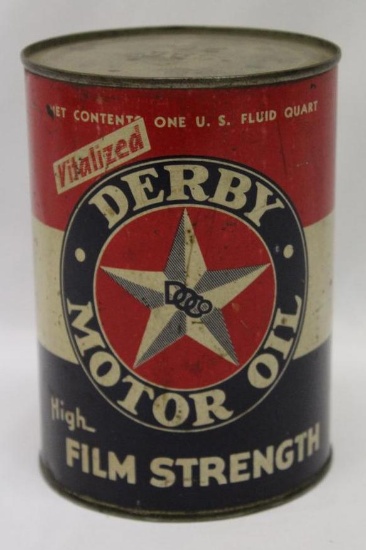 NET CONTENTS ONE U. S. FLUID QUART
Vitalized
DERBY
MOTOR OIL
High
FILM STRENGTH